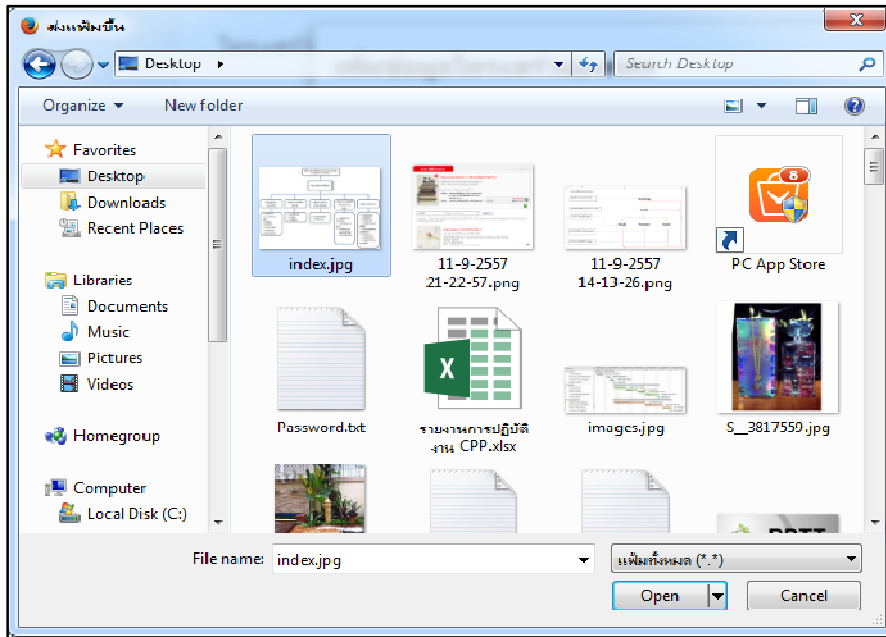 ส่งแฟ้มขึ้น
Desktop
Search Desktop
Organize
New folder
Favorites
Desktop
Downloads
Recent Places
Libraries
Documents
Music
Pictures
Videos
Homegroup
Computer
Local Disk (C:)
index.jpg
11-9-2557
21-22-57.png
11-9-2557
14-13-26.png
6
PC App Store
Password.txt
X
รายงานการปฏิบัติ
งาน CPP.xlsx
images.jpg
S__3817559.jpg
File name:
index.jpg
แฟ้มทั้งหมด (*.*)
Open
Cancel